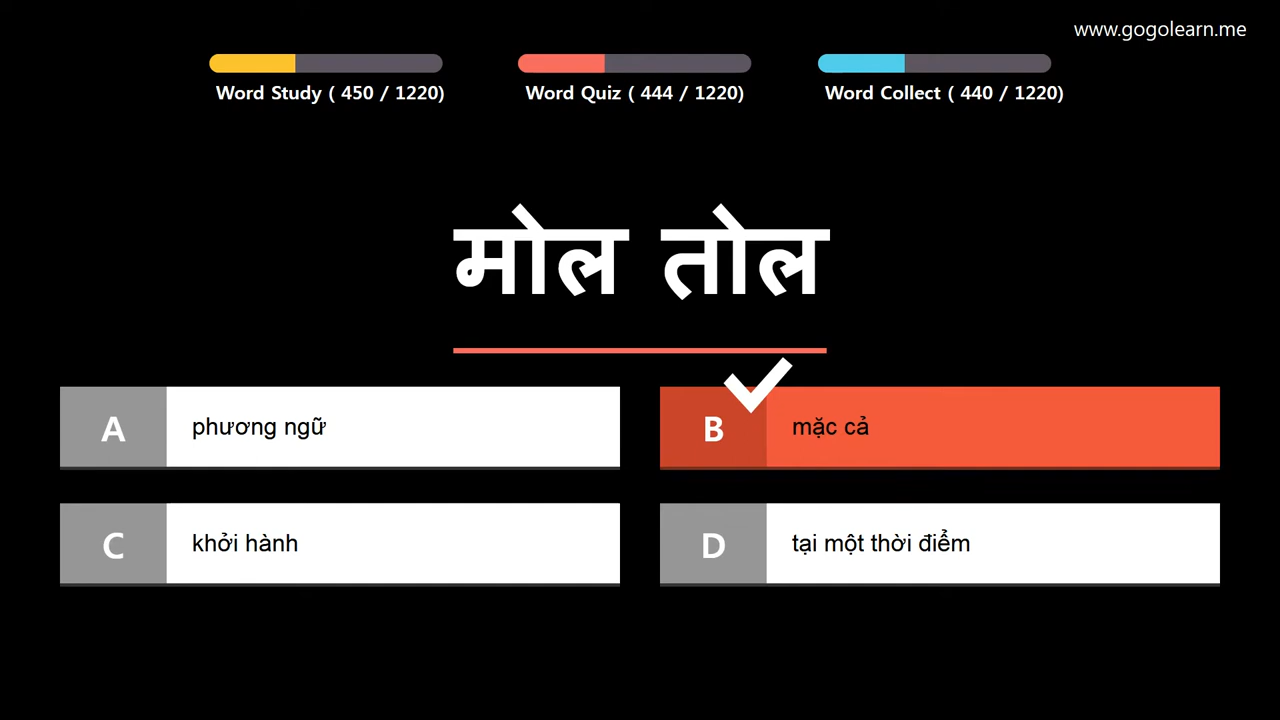 www.gogolearn.me
Word Study ( 450 / 1220)
Word Quiz ( 444 / 1220)
Word Collect ( 440 / 1220)
मोल तोल
A phương ngữ
B mặc cả
C khởi hành
D tại một thời điểm